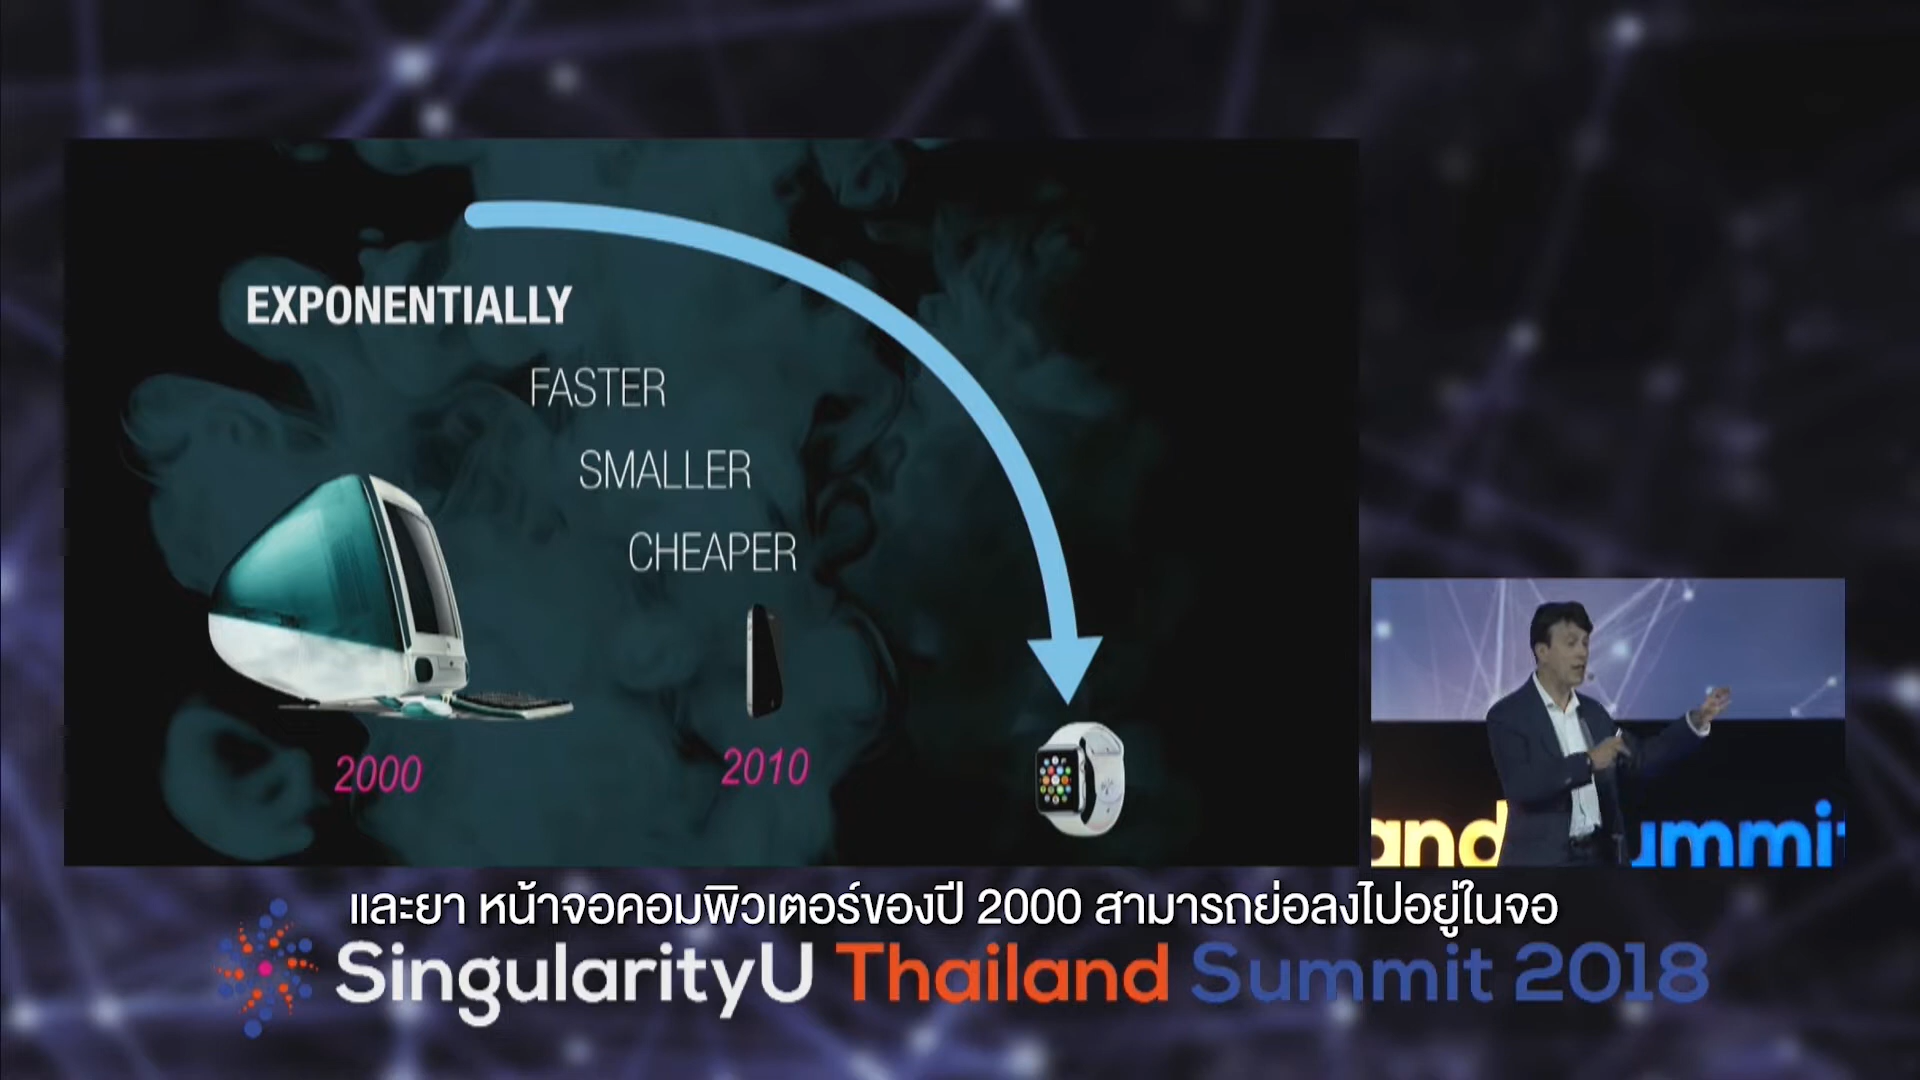 EXPONENTIALLY
FASTER
SMALLER
CHEAPER
2000
2010
and ummi
และยา หน้าจอคอมพิวเตอร์ของปี 2000 สามารถย่อลงไปอยู่ในจอ
SingularityU Thailand Summit 2018